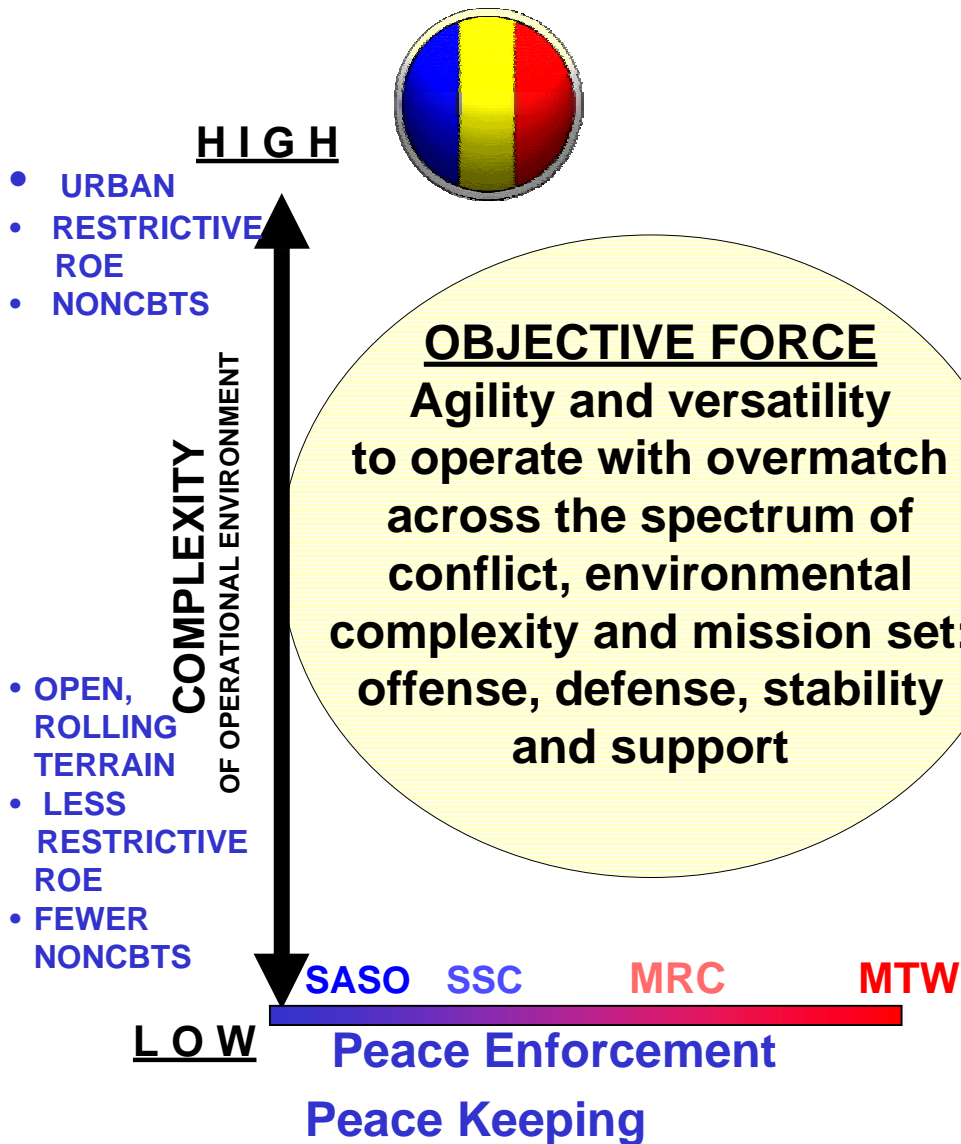 H I G H
• URBAN
• RESTRICTIVE
ROE
• NONCBTS
COMPLEXITY
OF OPERATIONAL ENVIRONMENT
OBJECTIVE FORCE
Agility and versatility
to operate with overmatch
across the spectrum of
conflict, environmental
complexity and mission set:
offense, defense, stability
and support
• OPEN,
ROLLING
TERRAIN
• LESS
RESTRICTIVE
ROE
• FEWER
NONCBTS
SASO SSC MRC MTW
L O W
Peace Enforcement
Peace Keeping